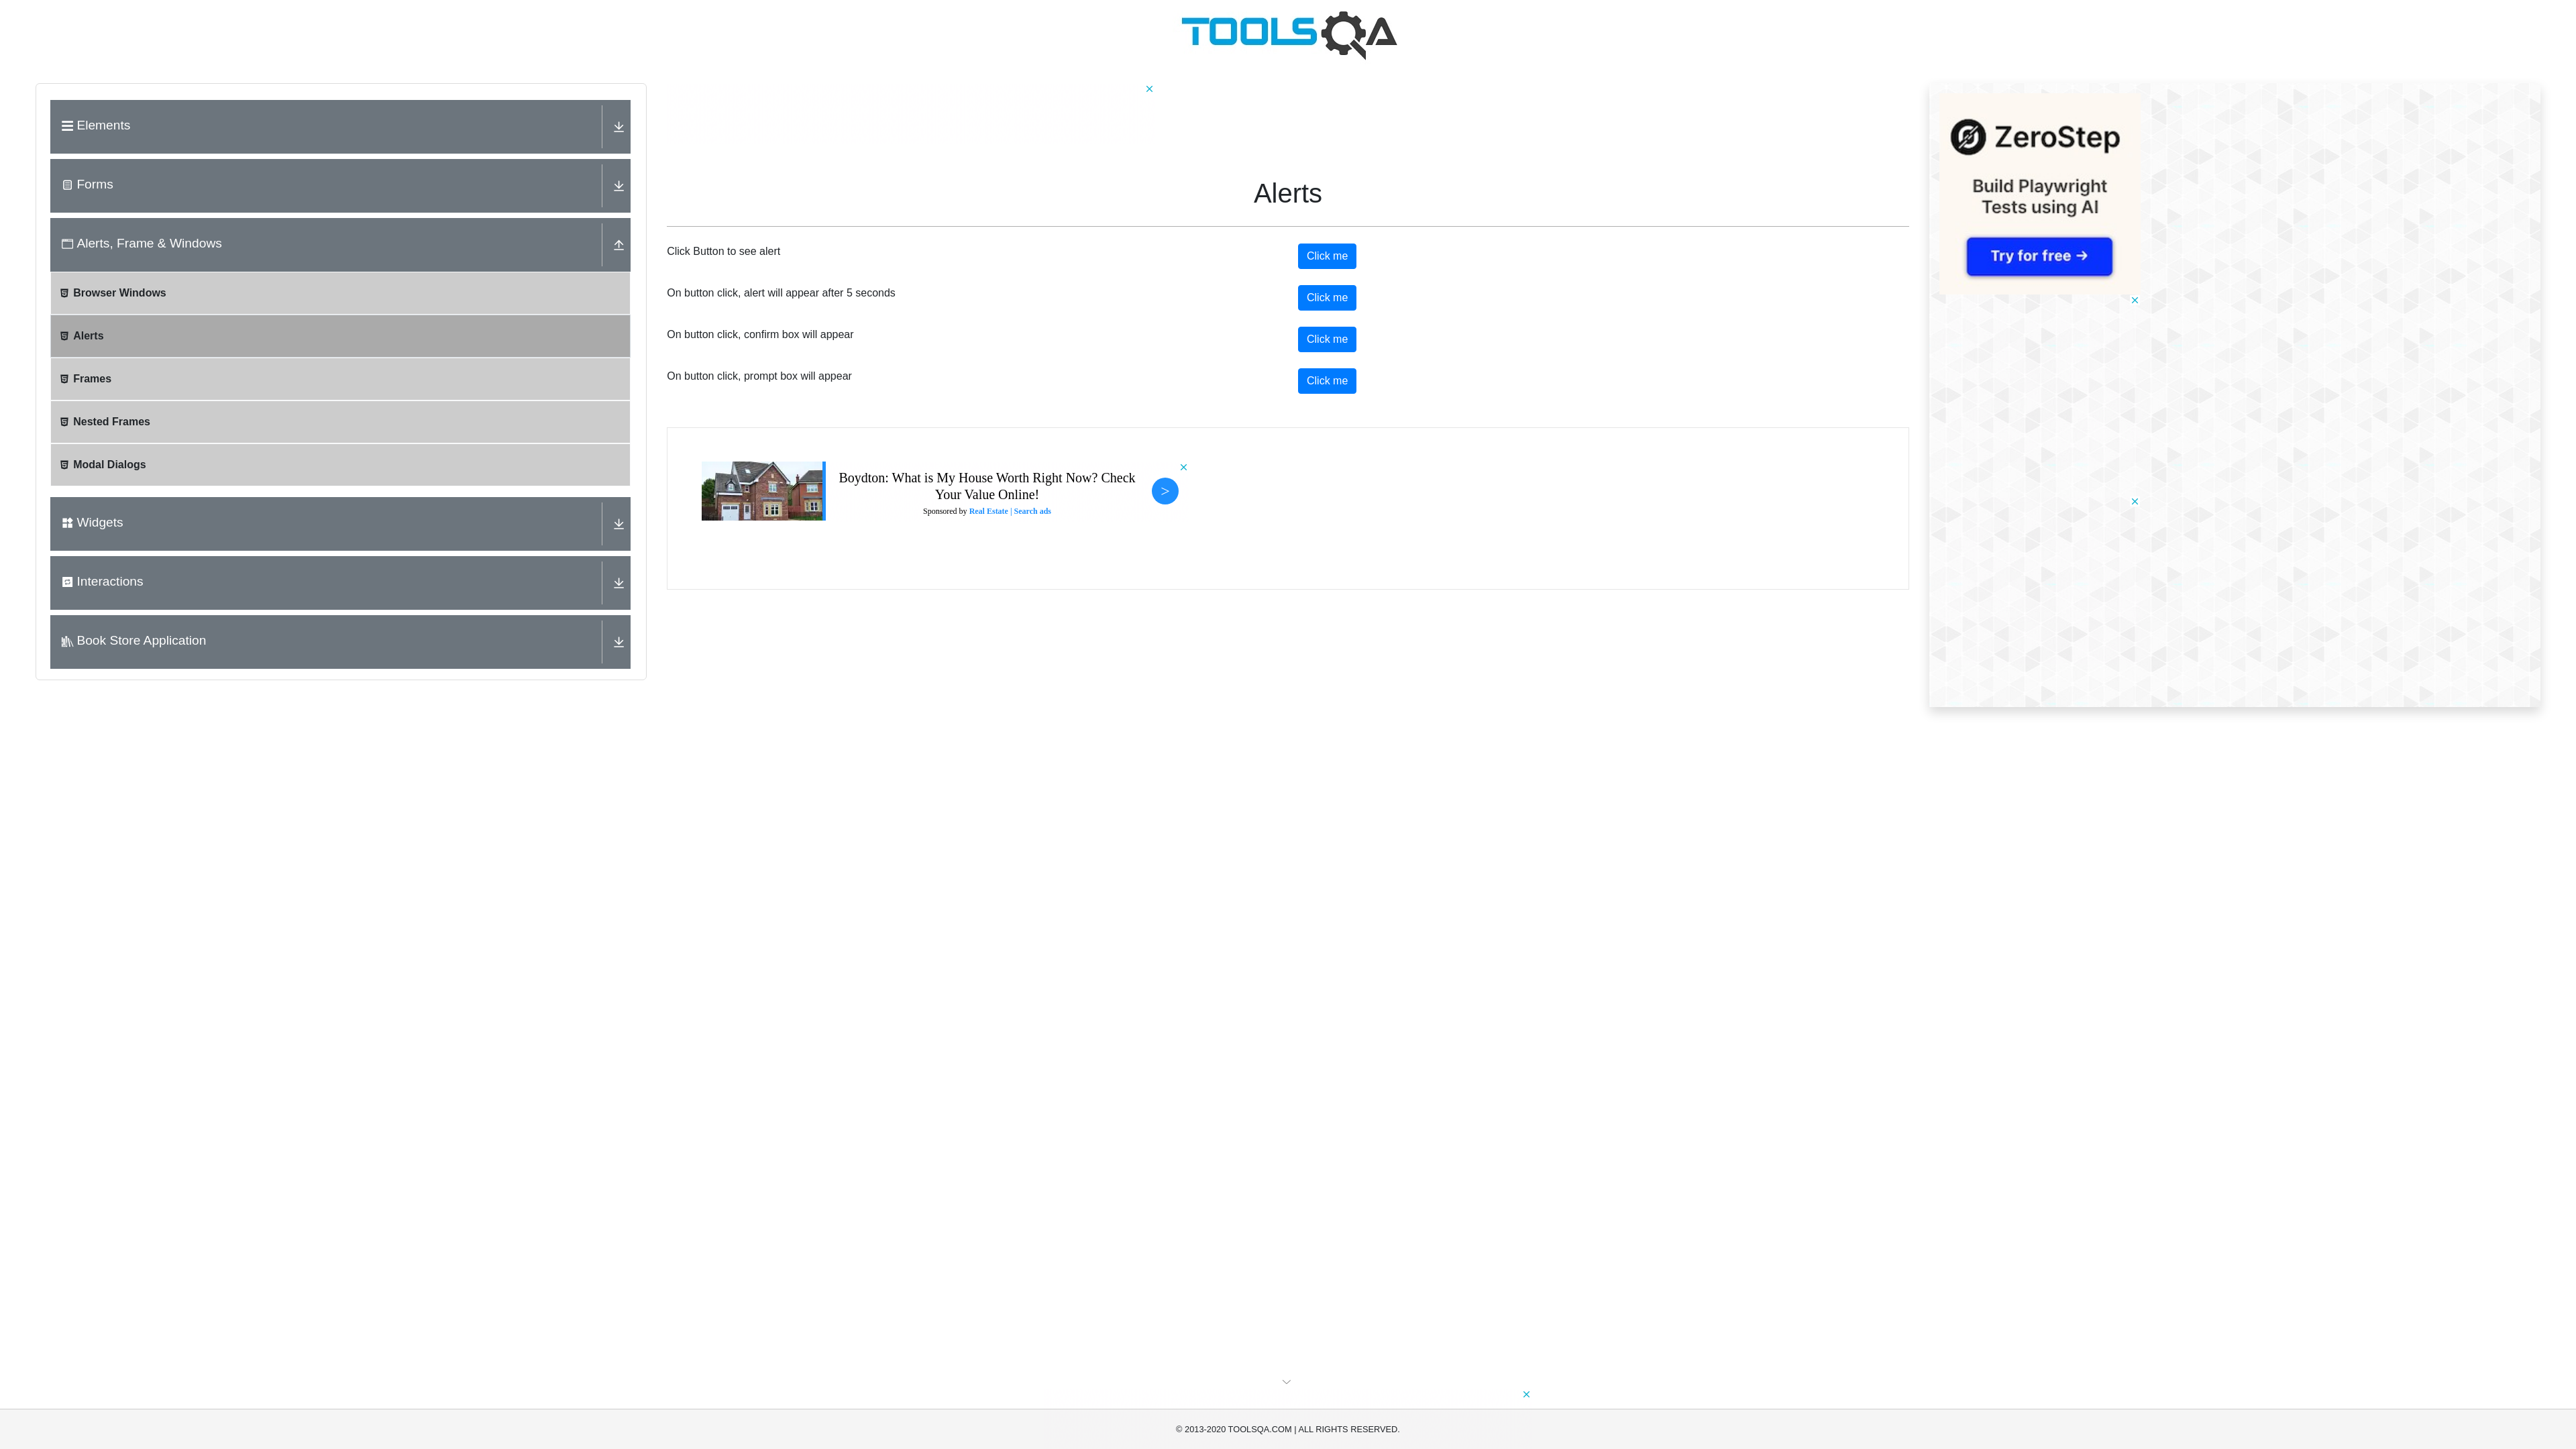 TOOLSQA
Elements
Forms
Alerts, Frame & Windows
Browser Windows
Alerts
Frames
Nested Frames
Modal Dialogs
Widgets
Interactions
Book Store Application
Alerts
Click Button to see alert
Click me
On button click, alert will appear after 5 seconds
Click me
On button click, confirm box will appear
Click me
On button click, prompt box will appear
Click me
Boydton: What is My House Worth Right Now? Check
Your Value Online!
Sponsored by Real Estate | Search ads
>
ZeroStep
Build Playwright
Tests using AI
Try for free →
© 2013-2020 TOOLSQA.COM | ALL RIGHTS RESERVED.